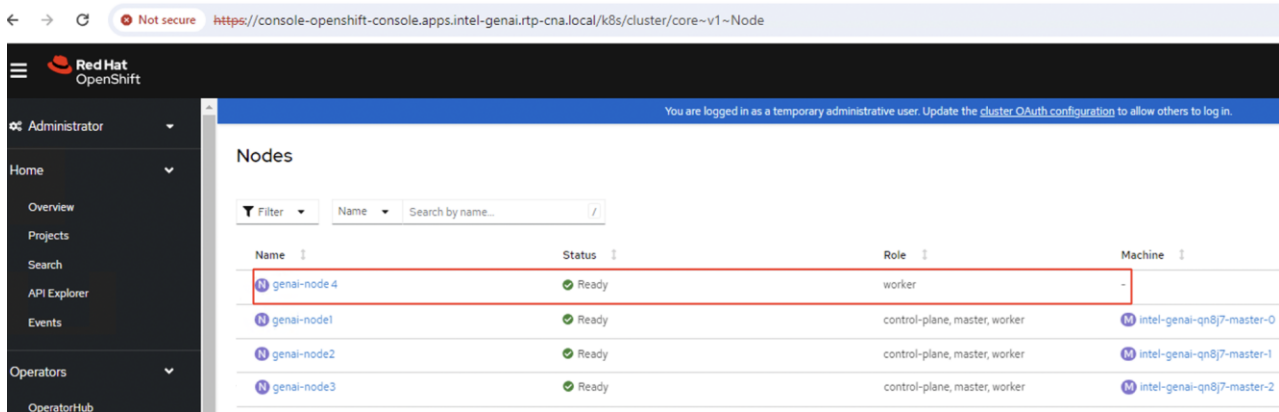 Not secure https://console-openshift-console.apps.intel-genai.rtp-cna.local/k8s/cluster/core~v1~Node
Red Hat
OpenShift
You are logged in as a temporary administrative user. Update the cluster OAuth configuration to allow others to log in.
Administrator
Home
Overview
Projects
Search
API Explorer
Events
Operators
OperatorHub
Nodes
Filter Name Search by name... /
Name Status Role Machine
N genai-node 4 Ready worker -
N genai-node1 Ready control-plane, master, worker M intel-genai-qn8j7-master-0
N genai-node2 Ready control-plane, master, worker M intel-genai-qn8j7-master-1
N genai-node3 Ready control-plane, master, worker M intel-genai-qn8j7-master-2